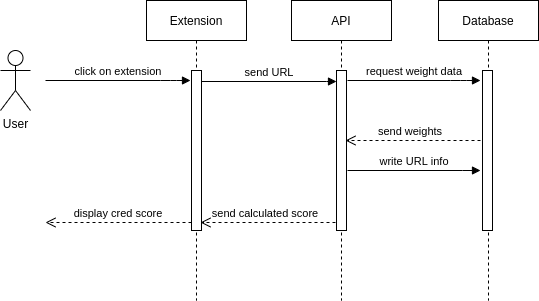 Extension
API
Database
click on extension
send URL
request weight data
User
send weights
write URL info
display cred score
send calculated score